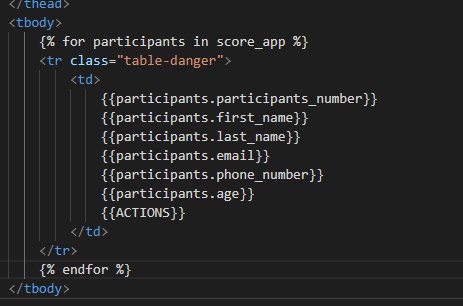 </thead>
<tbody>
{% for participants in score_app %}
<tr class="table-danger">
<td>
{{participants.participants_number}}
{{participants.first_name}}
{{participants.last_name}}
{{participants.email}}
{{participants.phone_number}}
{{participants.age}}
{{ACTIONS}}
</td>
</tr>
{% endfor %}
</tbody>